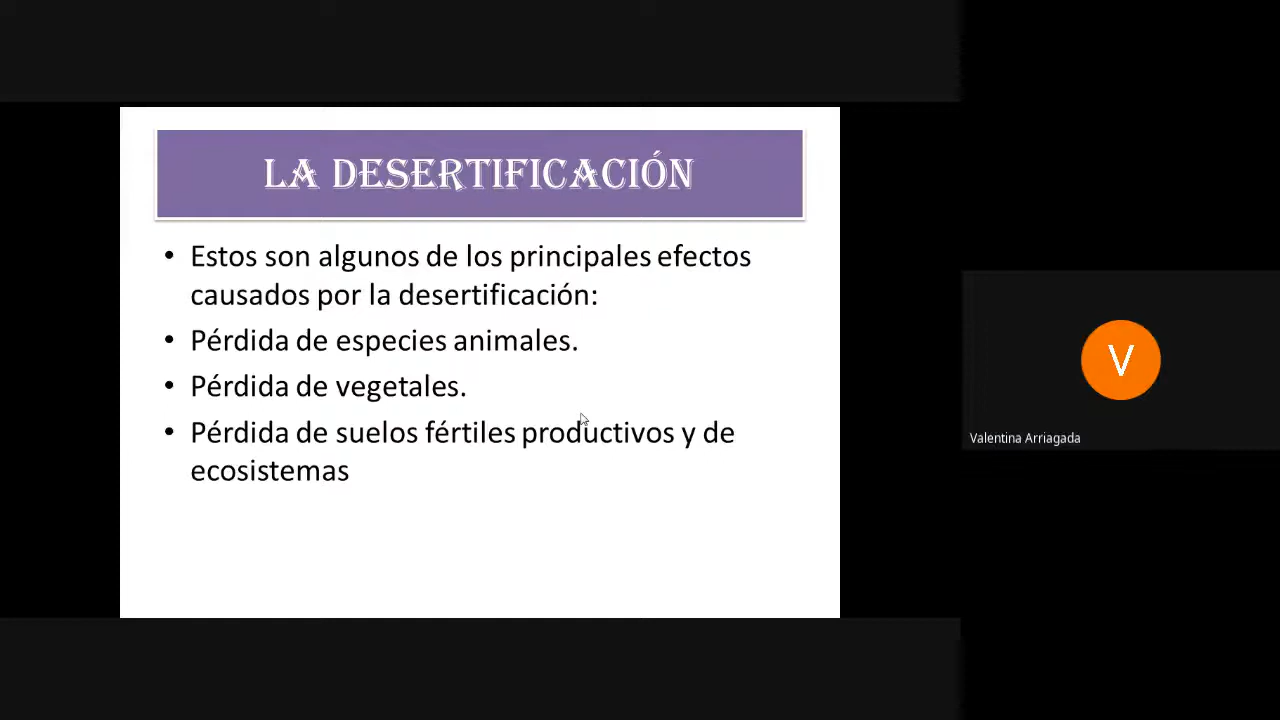 LA DESERTIFICACIÓN
• Estos son algunos de los principales efectos
causados por la desertificación:
• Pérdida de especies animales.
• Pérdida de vegetales.
• Pérdida de suelos fértiles productivos y de
ecosistemas
V
Valentina Arriagada